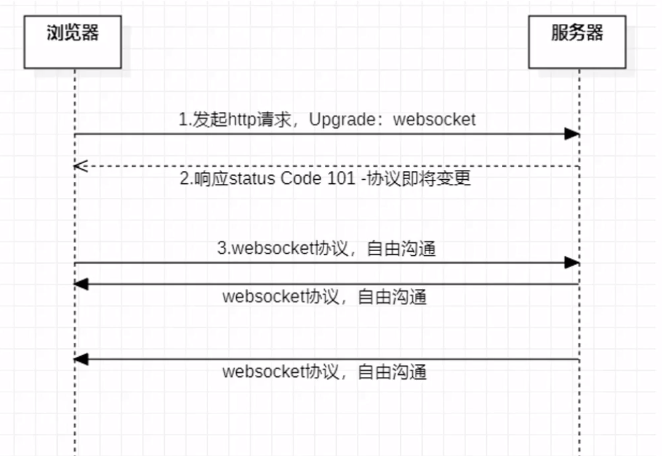 浏览器
服务器
1.发起http请求，Upgrade：websocket
2.响应status Code 101 -协议即将变更
3.websocket协议，自由沟通
websocket协议，自由沟通
websocket协议，自由沟通